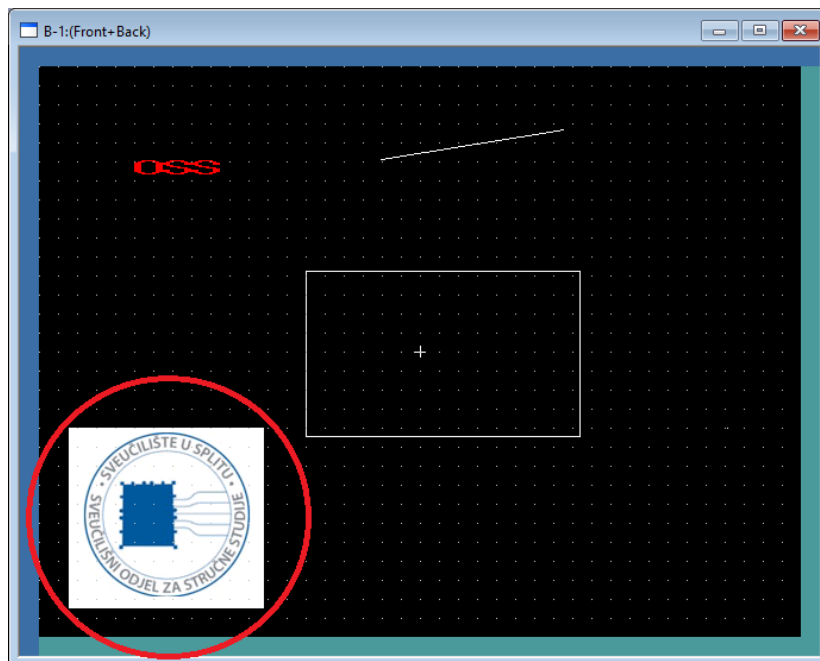 B-1:(Front+Back)
OSS
• SVEUČILIŠTE U SPLITU •
SVEUČILIŠNI ODJEL ZA STRUČNE STUDIJE